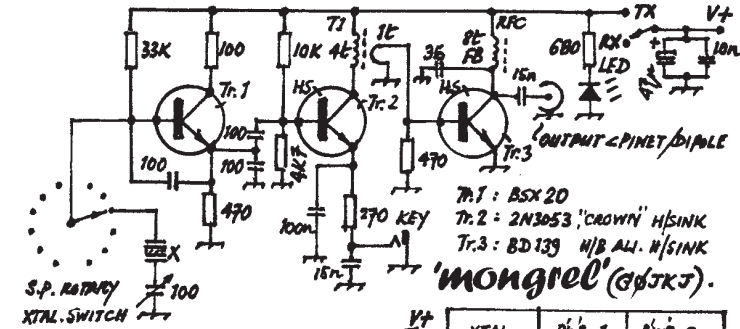 T1
1t
RFC
TX
V+
33K
100
10K
4t
8t
FB
36
680
RX
LED
+
47µ
10n
Tr.1
HS
Tr.2
HS
15n
Tr.3
OUTPUT < PINET/DIPOLE
100
100
4K7
100
470
470
100n
270
KEY
15n
X
100
S.P. ROTARY
XTAL. SWITCH
Tr.1 : BSX20
Tr.2 : 2N3053, "CROWN" H/SINK
Tr.3 : BD139 H/B ALI. H/SINK
'mongrel' (G0JKJ).
V+
XTAL